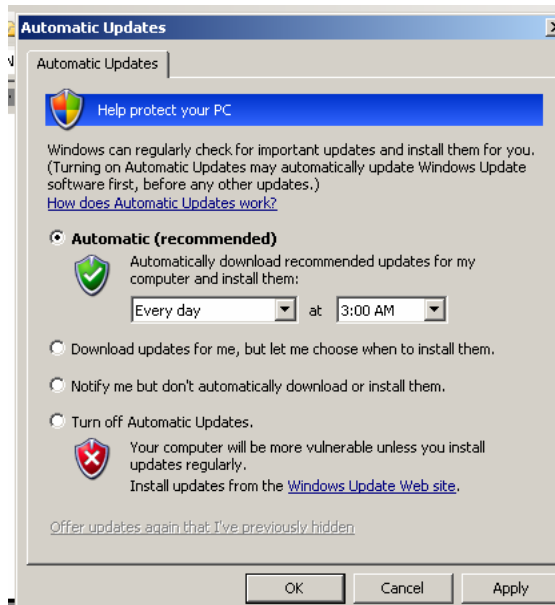 Automatic Updates
Automatic Updates
Help protect your PC
Windows can regularly check for important updates and install them for you.
(Turning on Automatic Updates may automatically update Windows Update
software first, before any other updates.)
How does Automatic Updates work?
Automatic (recommended)
Automatically download recommended updates for my
computer and install them:
Every day at 3:00 AM
Download updates for me, but let me choose when to install them.
Notify me but don't automatically download or install them.
Turn off Automatic Updates.
Your computer will be more vulnerable unless you install
updates regularly.
Install updates from the Windows Update Web site.
Offer updates again that I've previously hidden
OK Cancel Apply